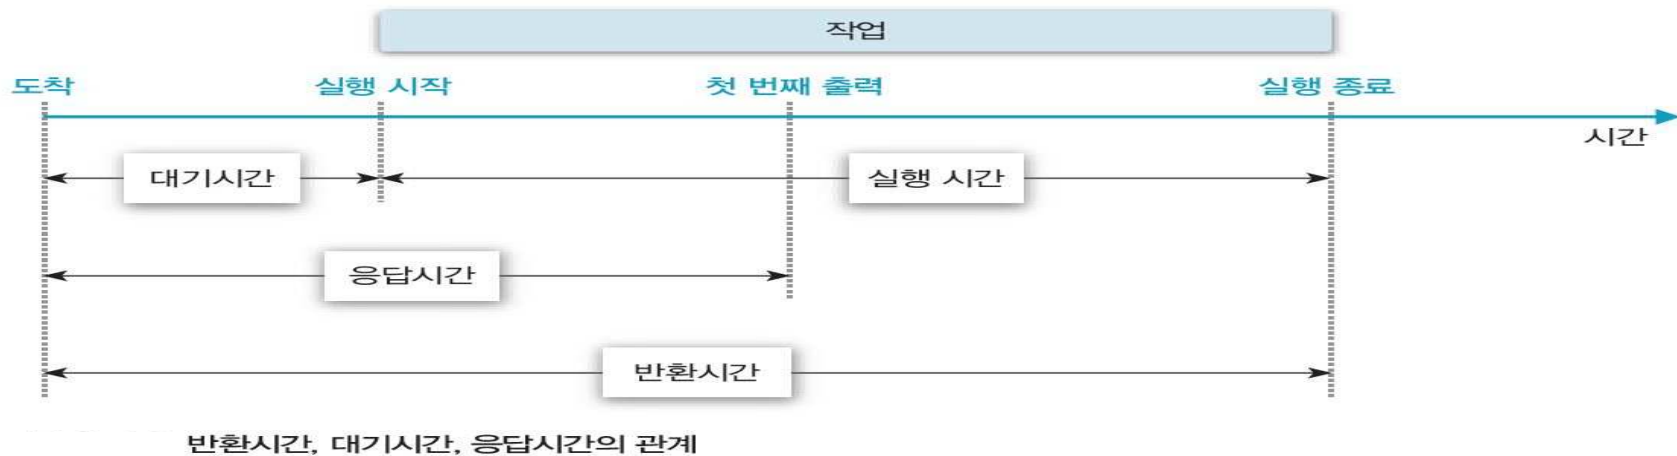 작업
도착 실행 시작 첫 번째 출력 실행 종료
시간
대기시간 실행 시간
응답시간
반환시간
반환시간, 대기시간, 응답시간의 관계